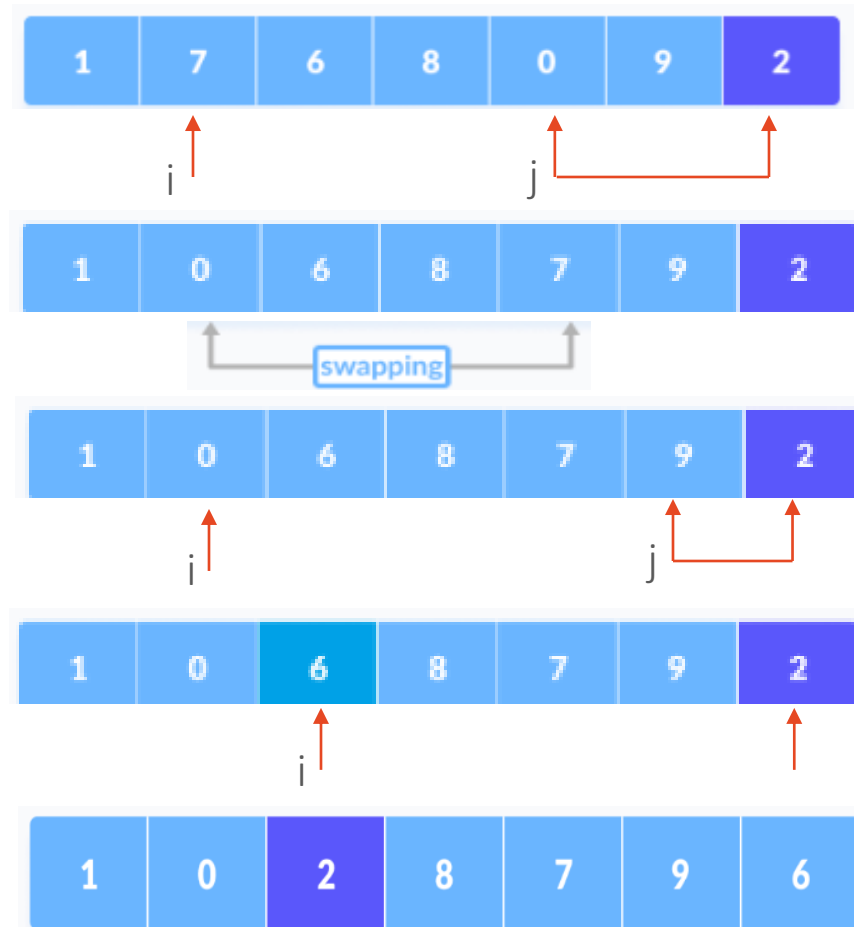 1 7 6 8 0 9 2
i j
1 0 6 8 7 9 2
swapping
1 0 6 8 7 9 2
i j
1 0 6 8 7 9 2
i
1 0 2 8 7 9 6